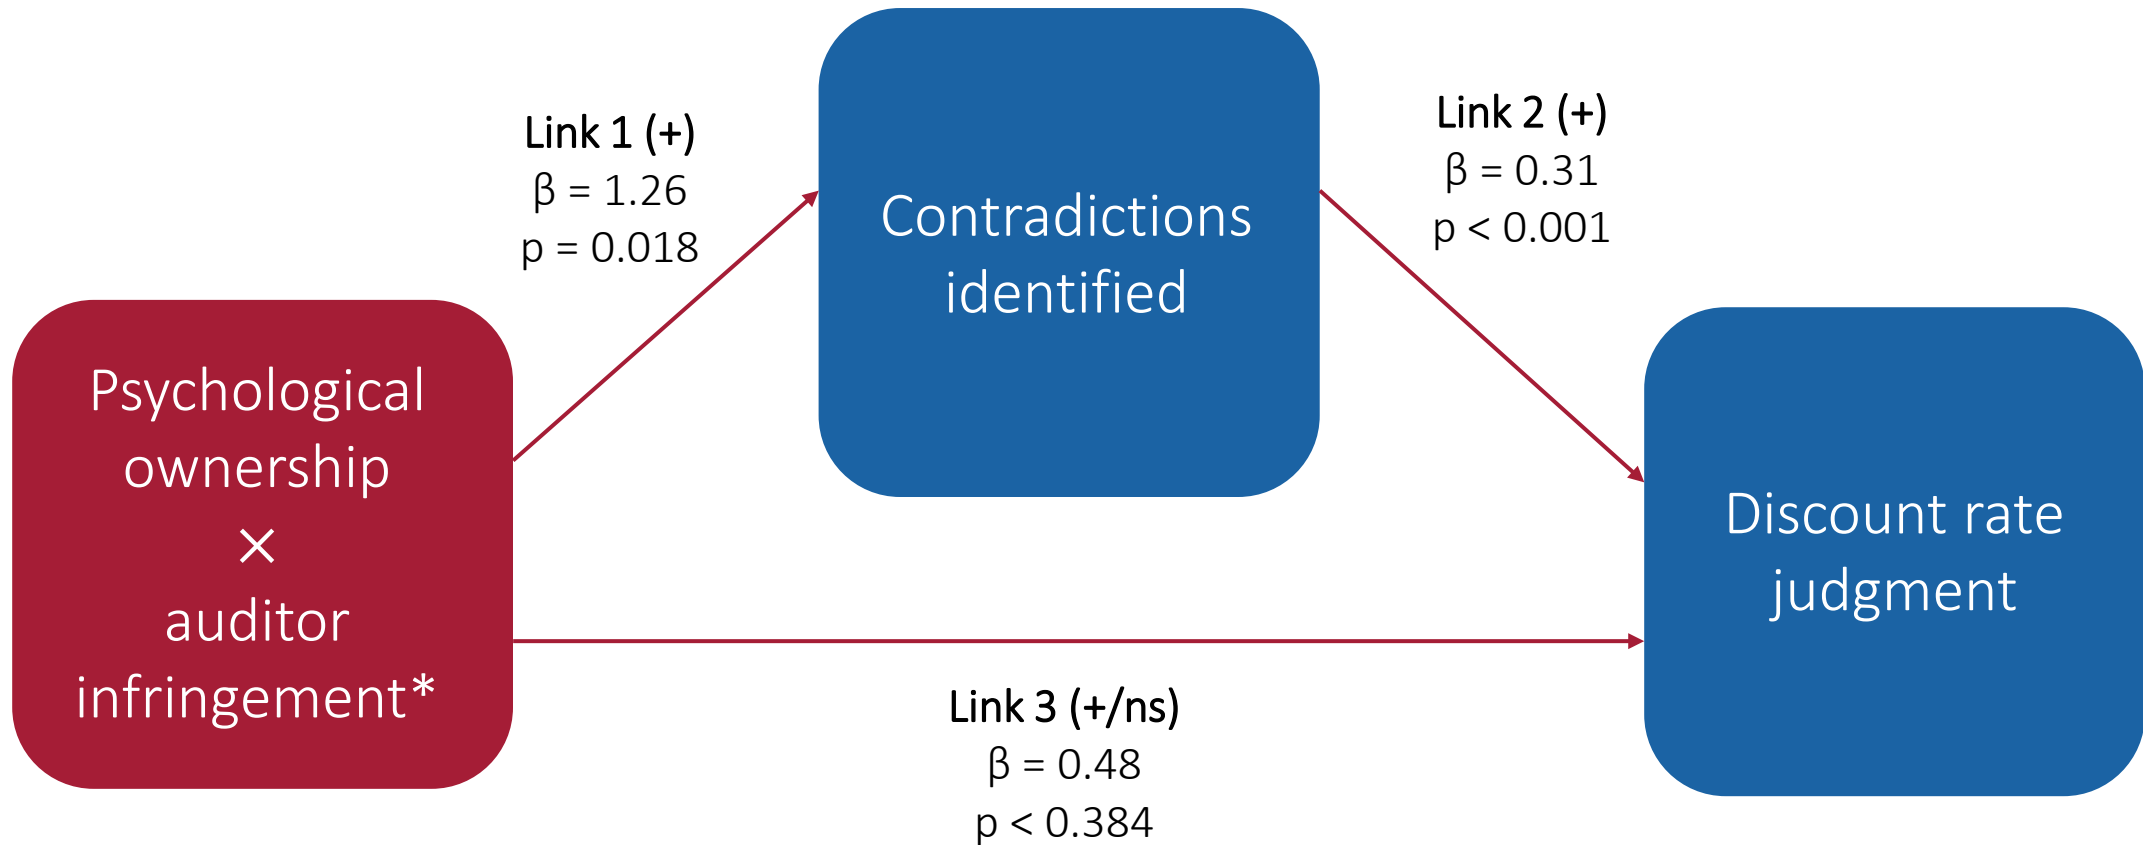 Link 1 (+)
β = 1.26
p = 0.018
Contradictions
identified
Link 2 (+)
β = 0.31
p < 0.001
Psychological
ownership
×
auditor
infringement*
Discount rate
judgment
Link 3 (+/ns)
β = 0.48
p < 0.384